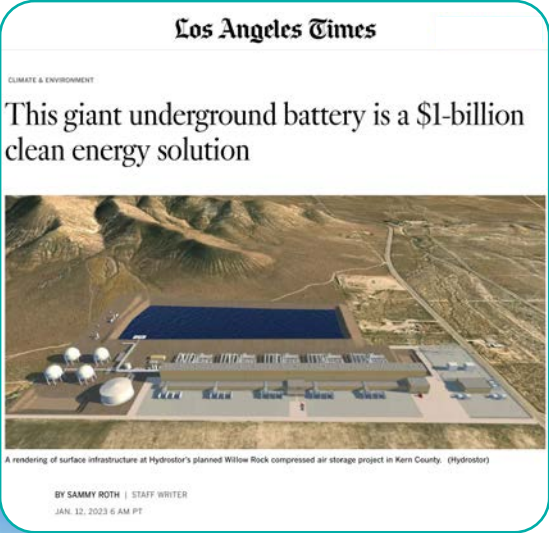 Los Angeles Times
CLIMATE & ENVIRONMENT
This giant underground battery is a $1-billion
clean energy solution
A rendering of surface infrastructure at Hydrostor's planned Willow Rock compressed air storage project in Kern County. (Hydrostor)
BY SAMMY ROTH | STAFF WRITER
JAN. 12, 2023 6 AM PT